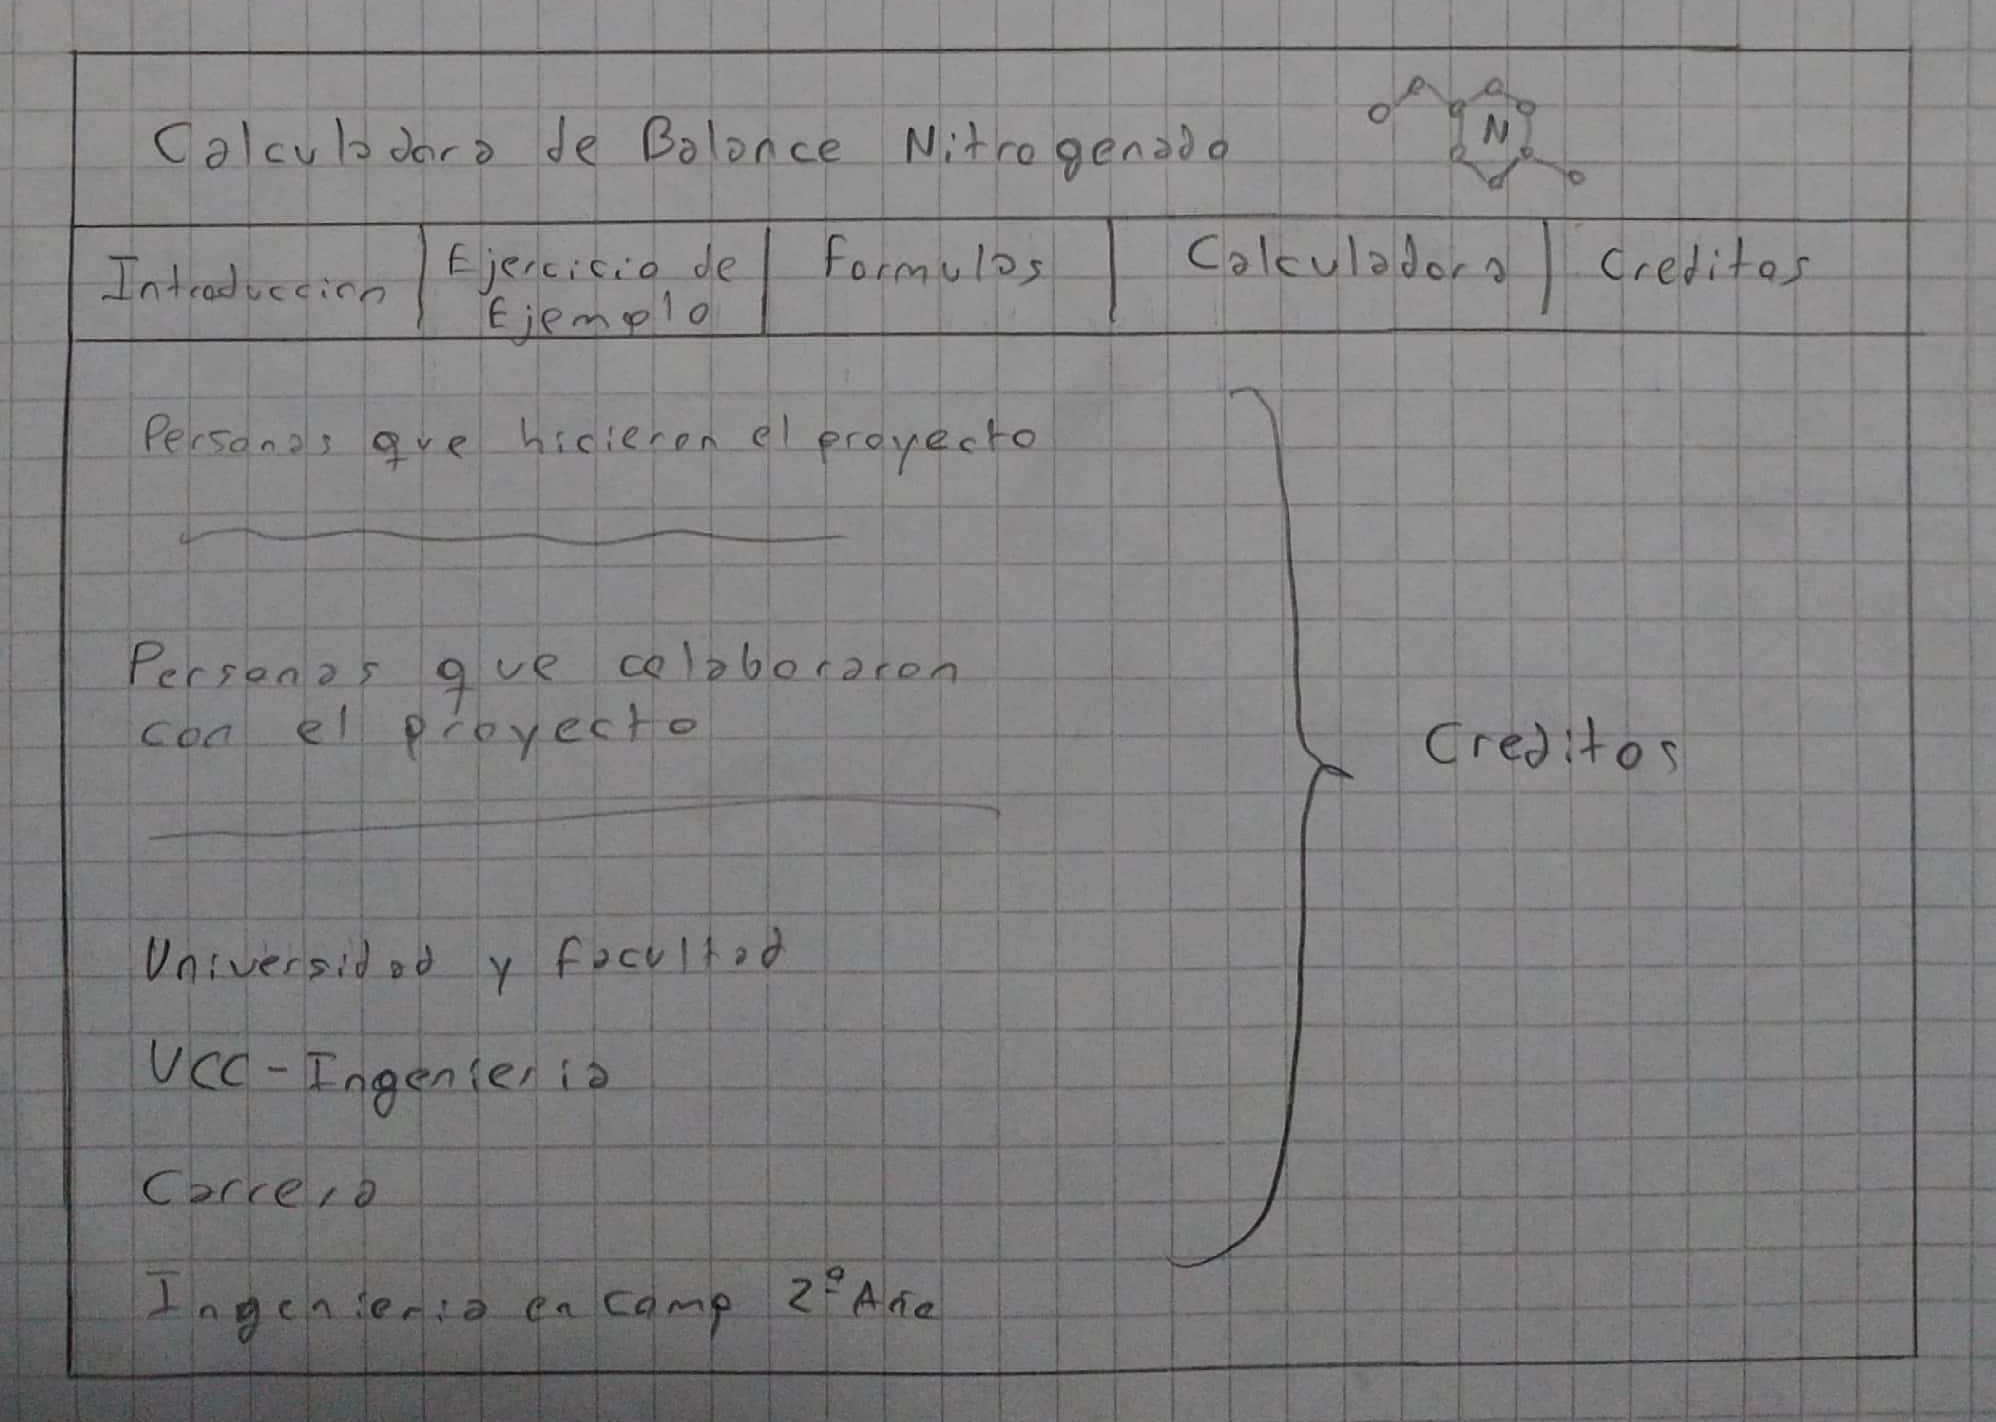 Calculadora de Balance Nitrogenado
N
Introduccion
Ejercicio de
Ejemplo
Formulas
Calculadora
Creditos
Personas que hicieron el proyecto
Personas que colaboraron
con el proyecto
Creditos
Universidad y facultad
UCC-Ingenieria
Carrera
Ingenieria en Comp 2º Año